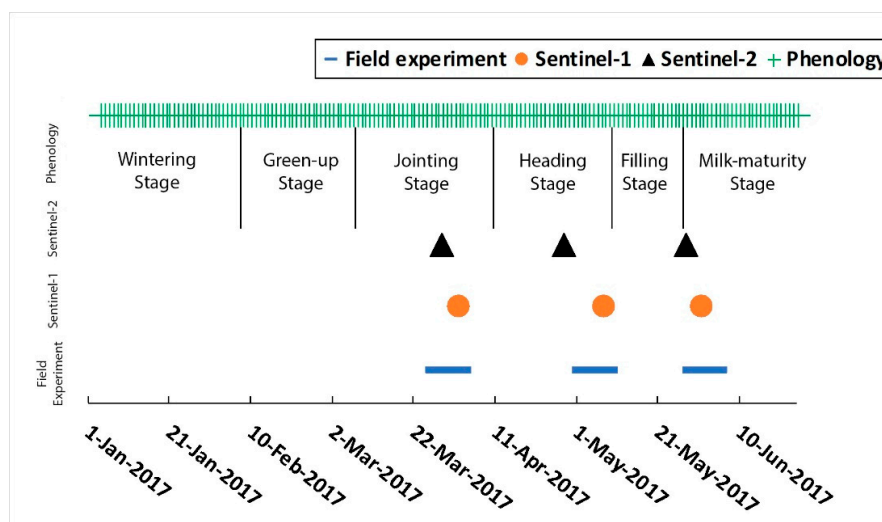 Field experiment Sentinel-1 Sentinel-2 Phenology
Phenology
Wintering
Stage
Green-up
Stage
Jointing
Stage
Heading
Stage
Filling
Stage
Milk-maturity
Stage
Sentinel-2
Sentinel-1
Field
Experiment
1-Jan-2017
21-Jan-2017
10-Feb-2017
2-Mar-2017
22-Mar-2017
11-Apr-2017
1-May-2017
21-May-2017
10-Jun-2017